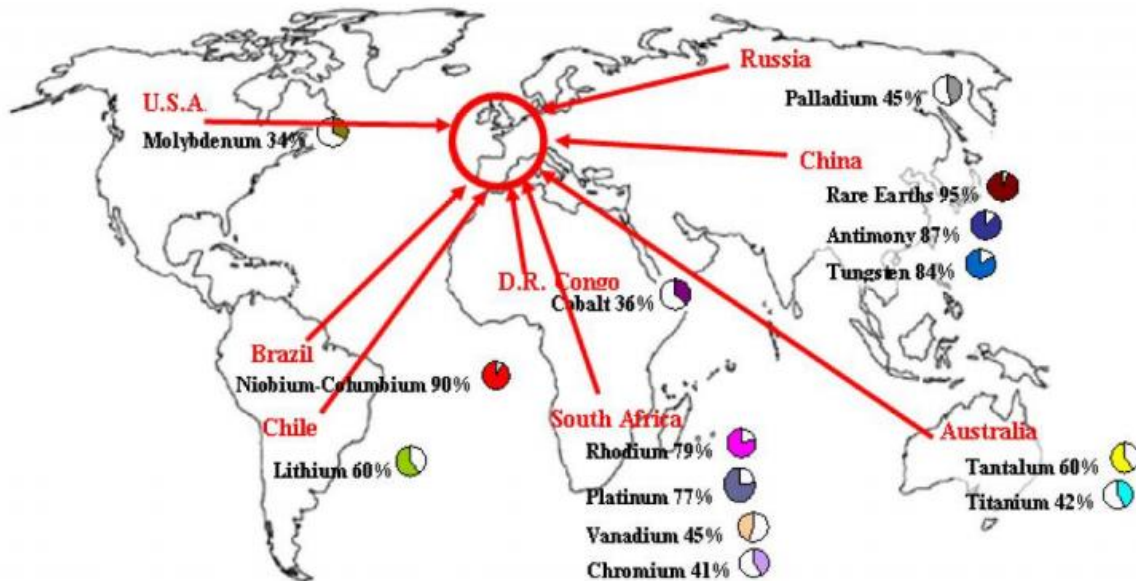 Russia
Palladium 45%
U.S.A.
Molybdenum 34%
China
Rare Earths 95%
Antimony 87%
Tungsten 84%
D.R. Congo
Cobalt 36%
Brazil
Niobium-Columbium 90%
Chile
Lithium 60%
South Africa
Rhodium 79%
Platinum 77%
Vanadium 45%
Chromium 41%
Australia
Tantalum 60%
Titanium 42%